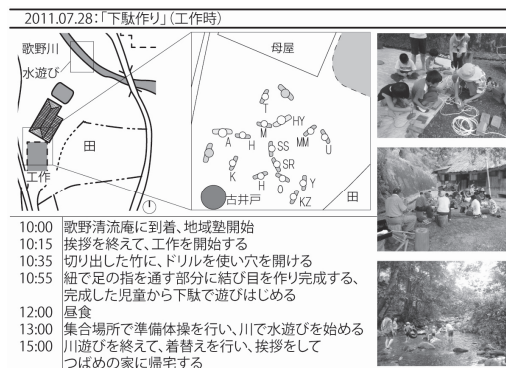 2011.07.28：「下駄作り」（工作時）
歌野川
水遊び
田
工作
母屋
T
HY
M
A
H
MM
U
SS
K
SR
H
O
Y
KZ
古井戸
田
10:00 歌野清流庵に到着、地域塾開始
10:15 挨拶を終えて、工作を開始する
10:35 切り出した竹に、ドリルを使い穴を開ける
10:55 紐で足の指を通す部分に結び目を作り完成する、
完成した児童から下駄で遊びはじめる
12:00 昼食
13:00 集合場所で準備体操を行い、川で水遊びを始める
15:00 川遊びを終えて、着替えを行い、挨拶をして
つばめの家に帰宅する